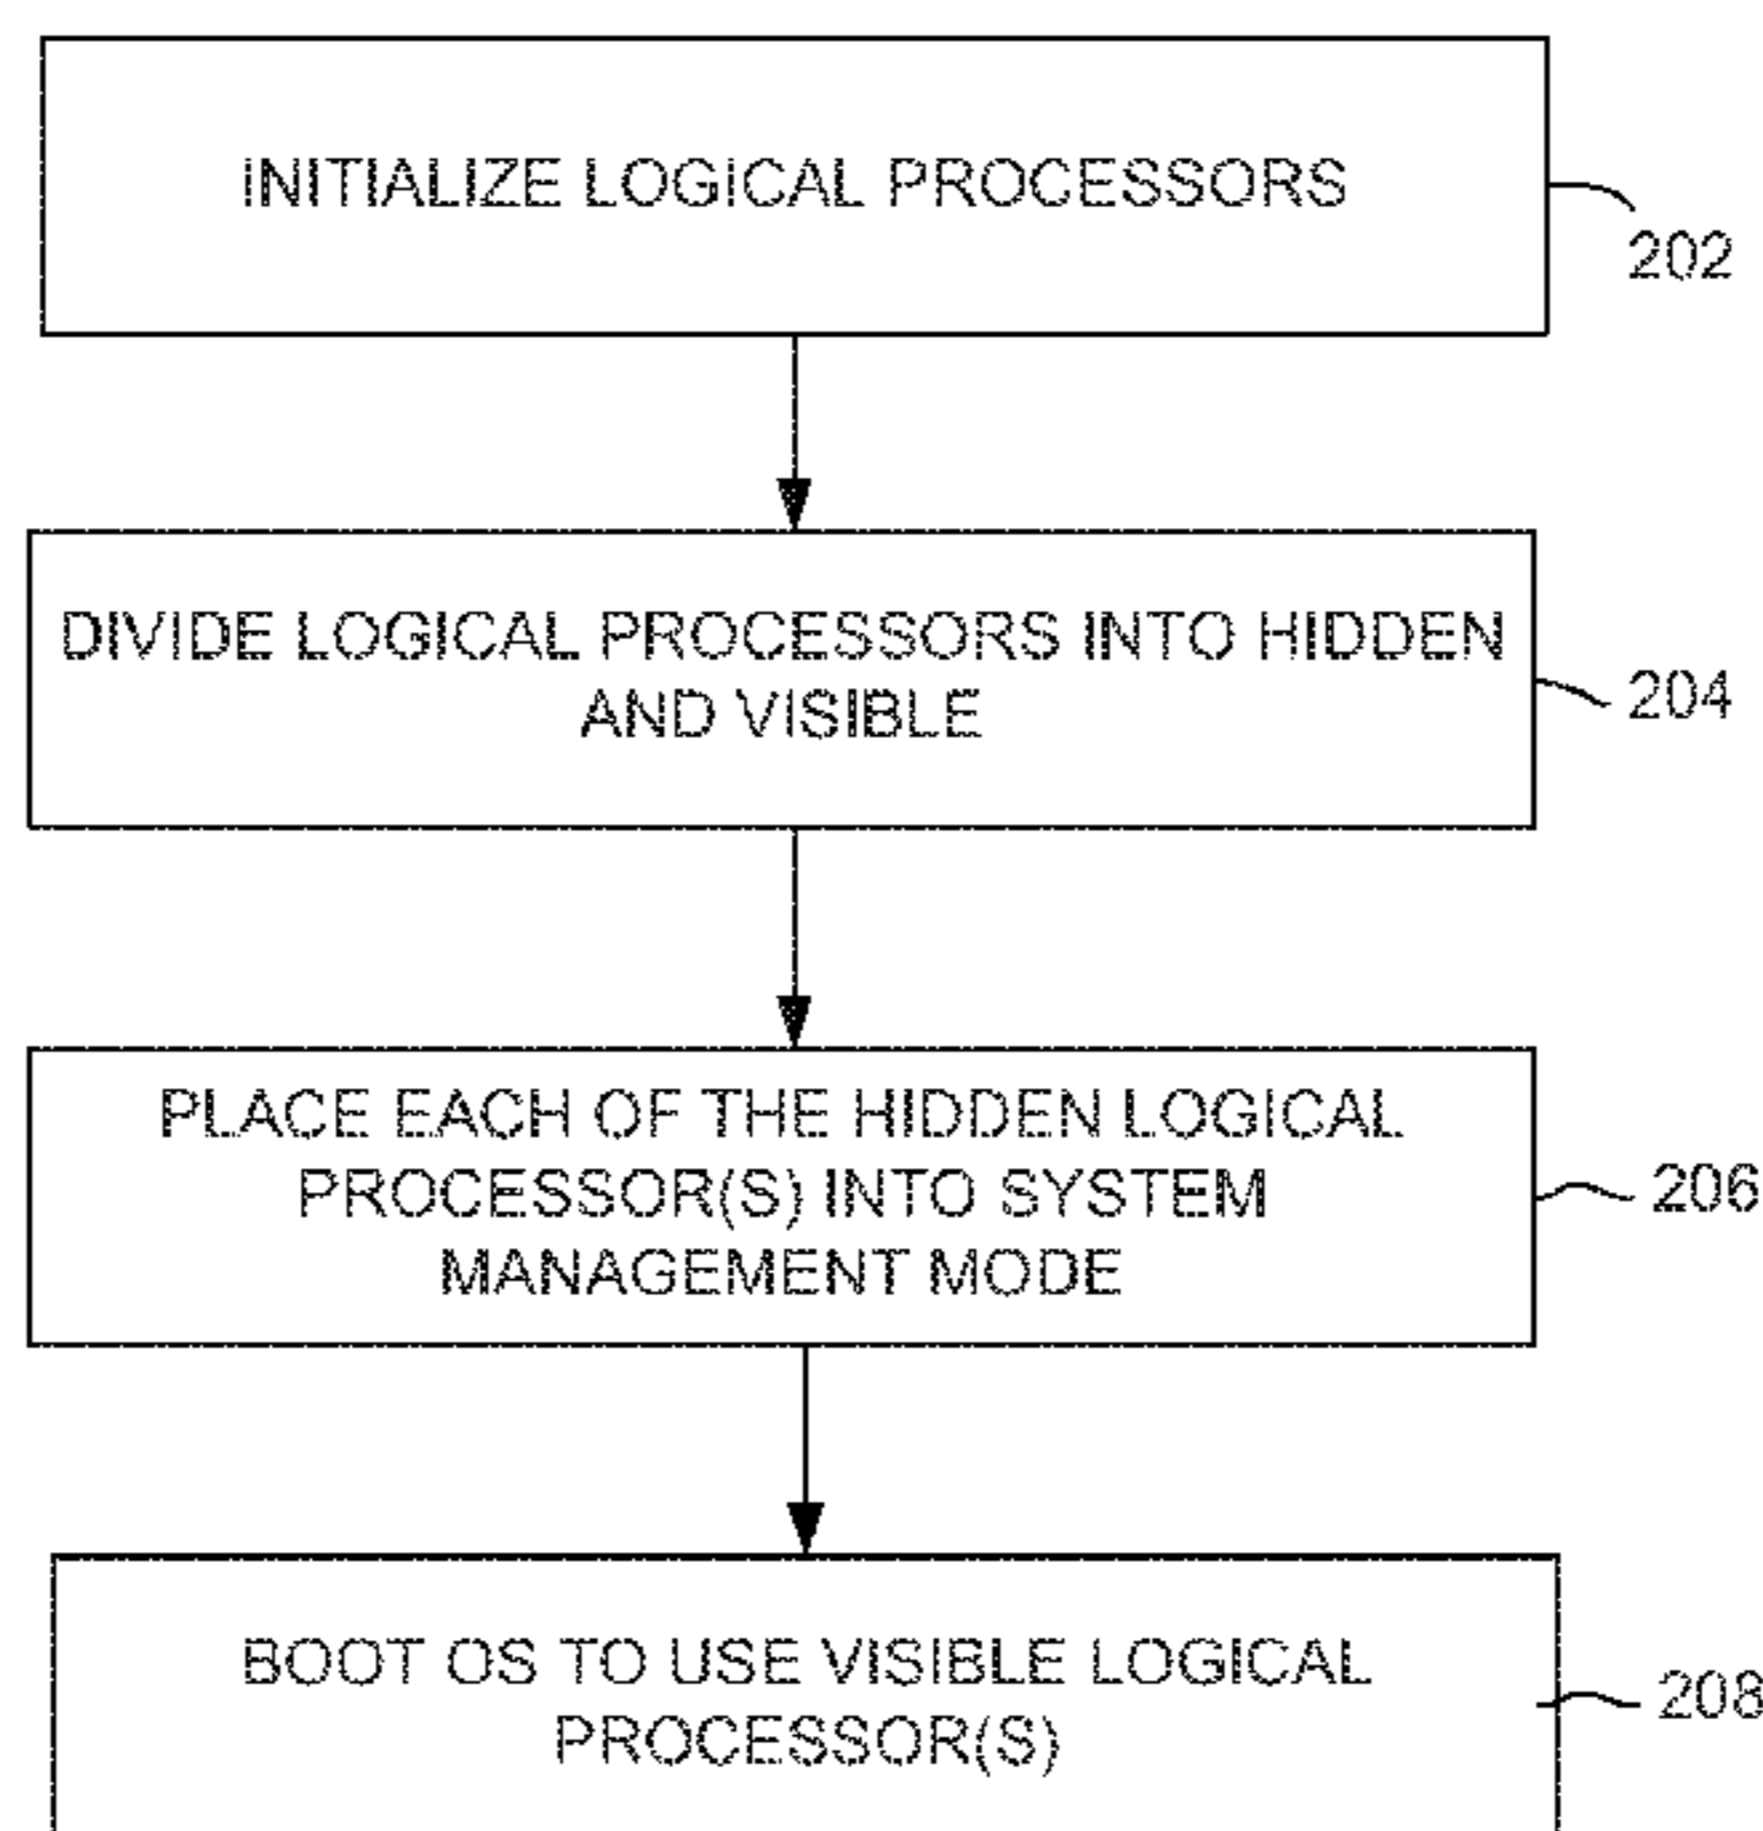 INITIALIZE LOGICAL PROCESSORS
202
DIVIDE LOGICAL PROCESSORS INTO HIDDEN
AND VISIBLE
204
PLACE EACH OF THE HIDDEN LOGICAL
PROCESSOR(S) INTO SYSTEM
MANAGEMENT MODE
206
BOOT OS TO USE VISIBLE LOGICAL
PROCESSOR(S)
208